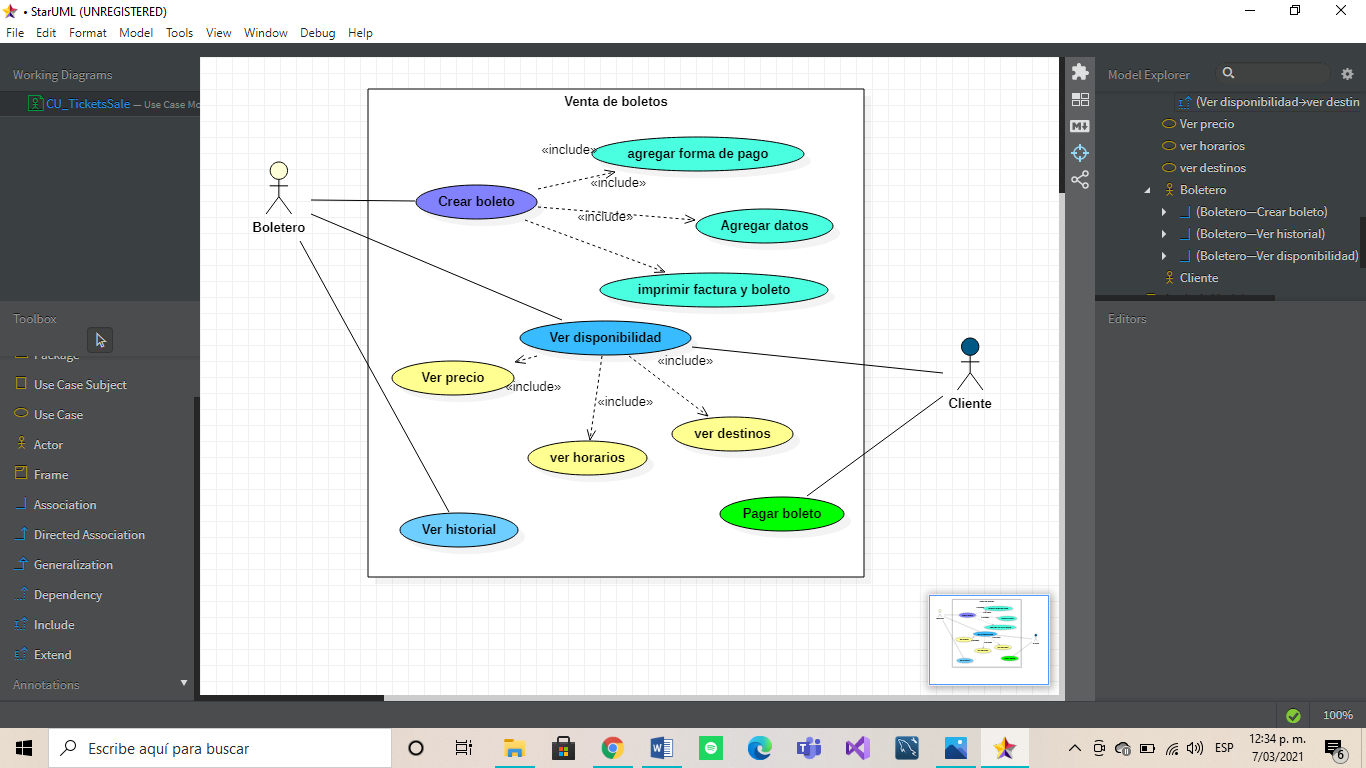 • StarUML (UNREGISTERED)
File Edit Format Model Tools View Window Debug Help
Working Diagrams
CU_TicketsSale — Use Case Mo
Toolbox
Package
Use Case Subject
Use Case
Actor
Frame
Association
Directed Association
Generalization
Dependency
Include
Extend
Annotations
Venta de boletos
«include»
agregar forma de pago
«include»
Crear boleto
«include»
Agregar datos
Boletero
imprimir factura y boleto
Ver disponibilidad
«include»
Ver precio
«include»
«include»
Cliente
ver destinos
ver horarios
Pagar boleto
Ver historial
Model Explorer
(Ver disponibilidad→ver destin
Ver precio
ver horarios
ver destinos
Boletero
(Boletero—Crear boleto)
(Boletero—Ver historial)
(Boletero—Ver disponibilidad)
Cliente
Editors
100%
Escribe aquí para buscar
ESP
12:34 p. m.
7/03/2021
6